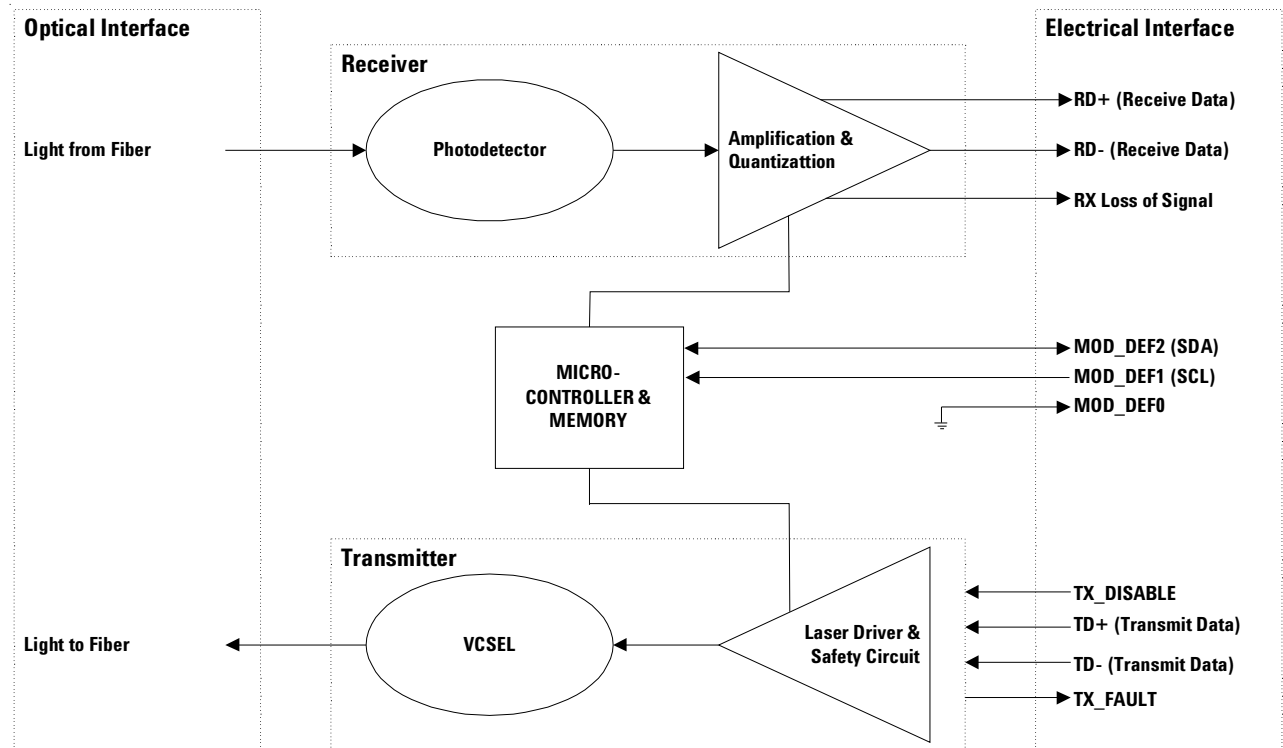 Optical Interface
Electrical Interface
Receiver
Light from Fiber
Photodetector
Amplification &
Quantizattion
RD+ (Receive Data)
RD- (Receive Data)
RX Loss of Signal
MICRO-
CONTROLLER &
MEMORY
MOD_DEF2 (SDA)
MOD_DEF1 (SCL)
MOD_DEF0
Transmitter
Light to Fiber
VCSEL
Laser Driver &
Safety Circuit
TX_DISABLE
TD+ (Transmit Data)
TD- (Transmit Data)
TX_FAULT